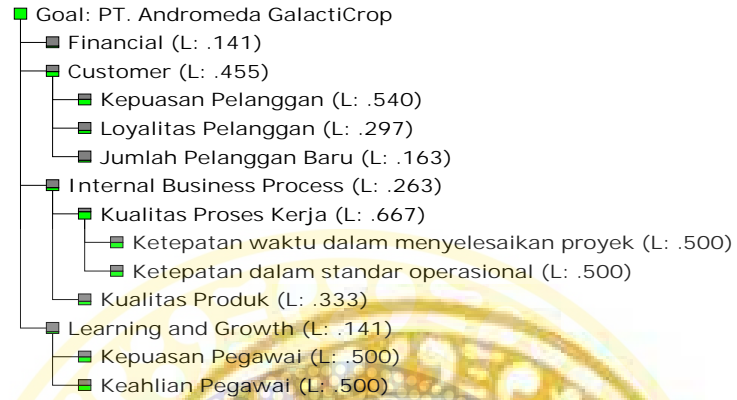 Goal: PT. Andromeda GalactiCrop
Financial (L: .141)
Customer (L: .455)
Kepuasan Pelanggan (L: .540)
Loyalitas Pelanggan (L: .297)
Jumlah Pelanggan Baru (L: .163)
Internal Business Process (L: .263)
Kualitas Proses Kerja (L: .667)
Ketepatan waktu dalam menyelesaikan proyek (L: .500)
Ketepatan dalam standar operasional (L: .500)
Kualitas Produk (L: .333)
Learning and Growth (L: .141)
Kepuasan Pegawai (L: .500)
Keahlian Pegawai (L: .500)